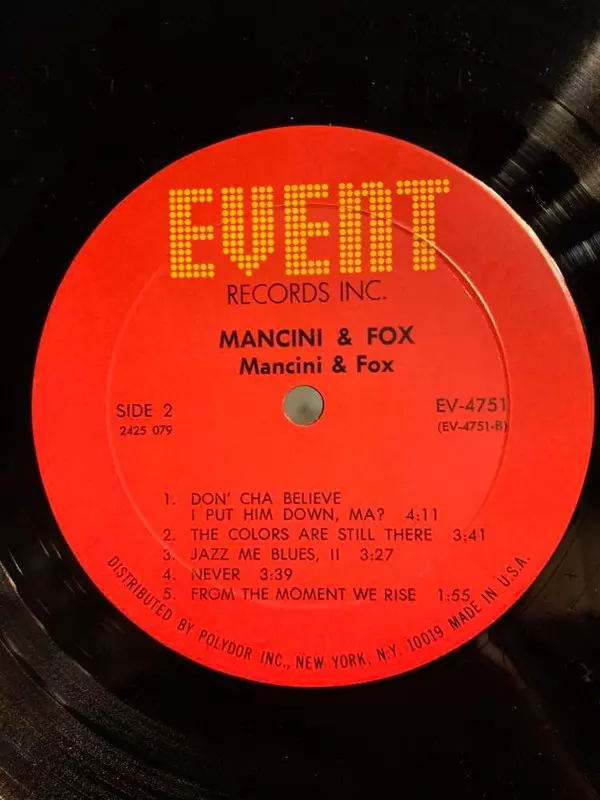 EVENT
RECORDS INC.
MANCINI & FOX
Mancini & Fox
SIDE 2
2425 079
EV-4751
(EV-4751-B)
1. DON' CHA BELIEVE
I PUT HIM DOWN, MA? 4:11
2. THE COLORS ARE STILL THERE 3:41
3. JAZZ ME BLUES, II 3:27
4. NEVER 3:39
5. FROM THE MOMENT WE RISE 1:55
DISTRIBUTED BY POLYDOR INC., NEW YORK, N.Y. 10019 MADE IN U.S.A.